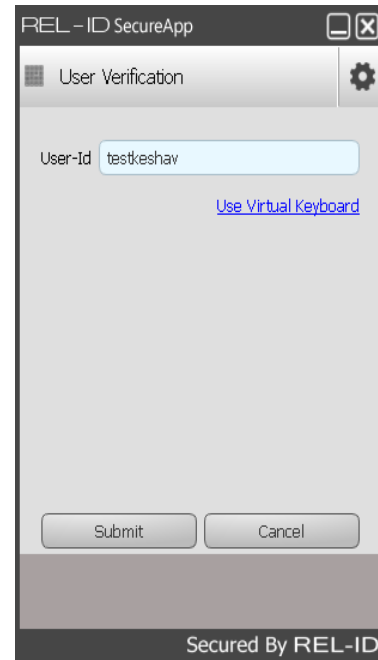 REL-ID SecureApp
User Verification
User-Id testkeshav
Use Virtual Keyboard
Submit Cancel
Secured By REL-ID